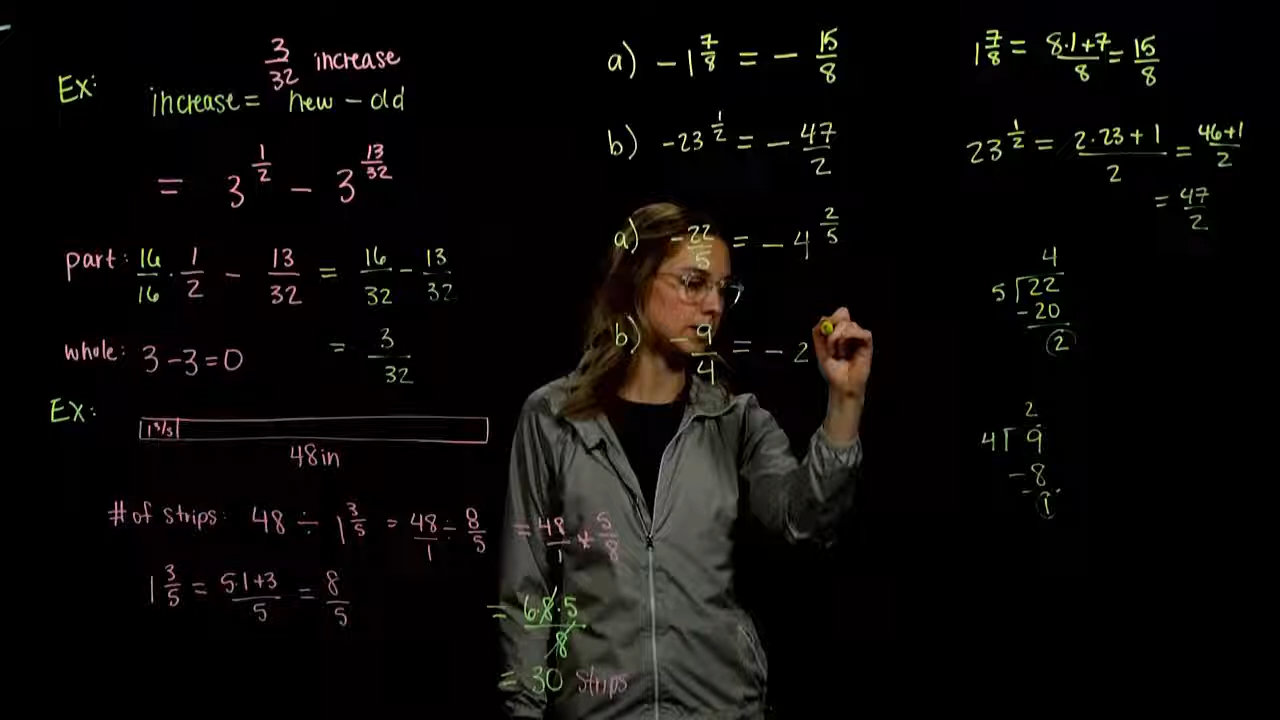 3/32 increase
Ex: increase = new - old
= 3 1/2 - 3 13/32
part: 16/16 · 1/2 - 13/32 = 16/32 - 13/32
whole: 3 - 3 = 0 = 3/32
Ex:
1 3/5
48in
# of strips: 48 ÷ 1 3/5 = 48/1 ÷ 8/5 = 48/1 * 5/8
1 3/5 = 5·1+3/5 = 8/5
= 6·8·5/8
= 30 strips
a) -1 7/8 = - 15/8
b) -23 1/2 = - 47/2
a) -22/5 = - 4 2/5
b) - 9/4 = - 2
1 7/8 = 8·1+7/8 = 15/8
23 1/2 = 2·23+1/2 = 46+1/2
= 47/2
4
5 22
-20
2
2
4 9
-8
1